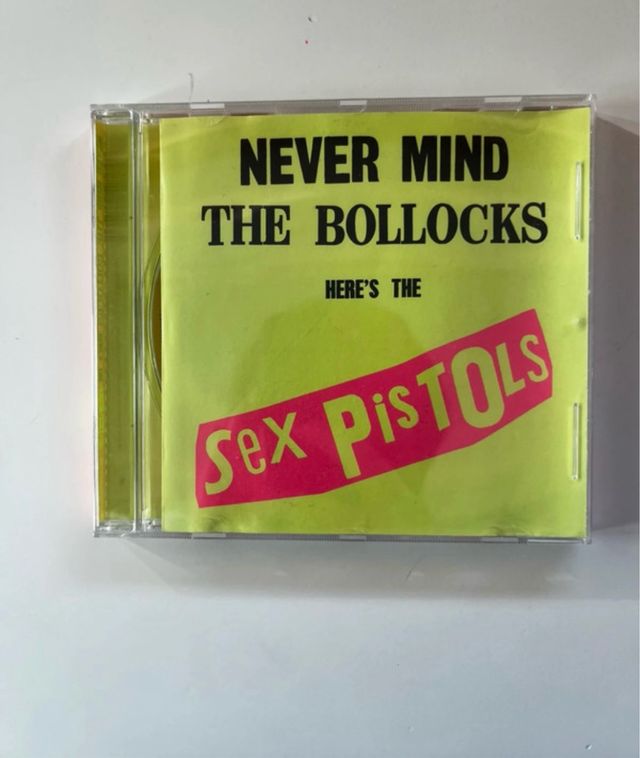 NEVER MIND
THE BOLLOCKS
HERE'S THE
Sex PiSTOLS